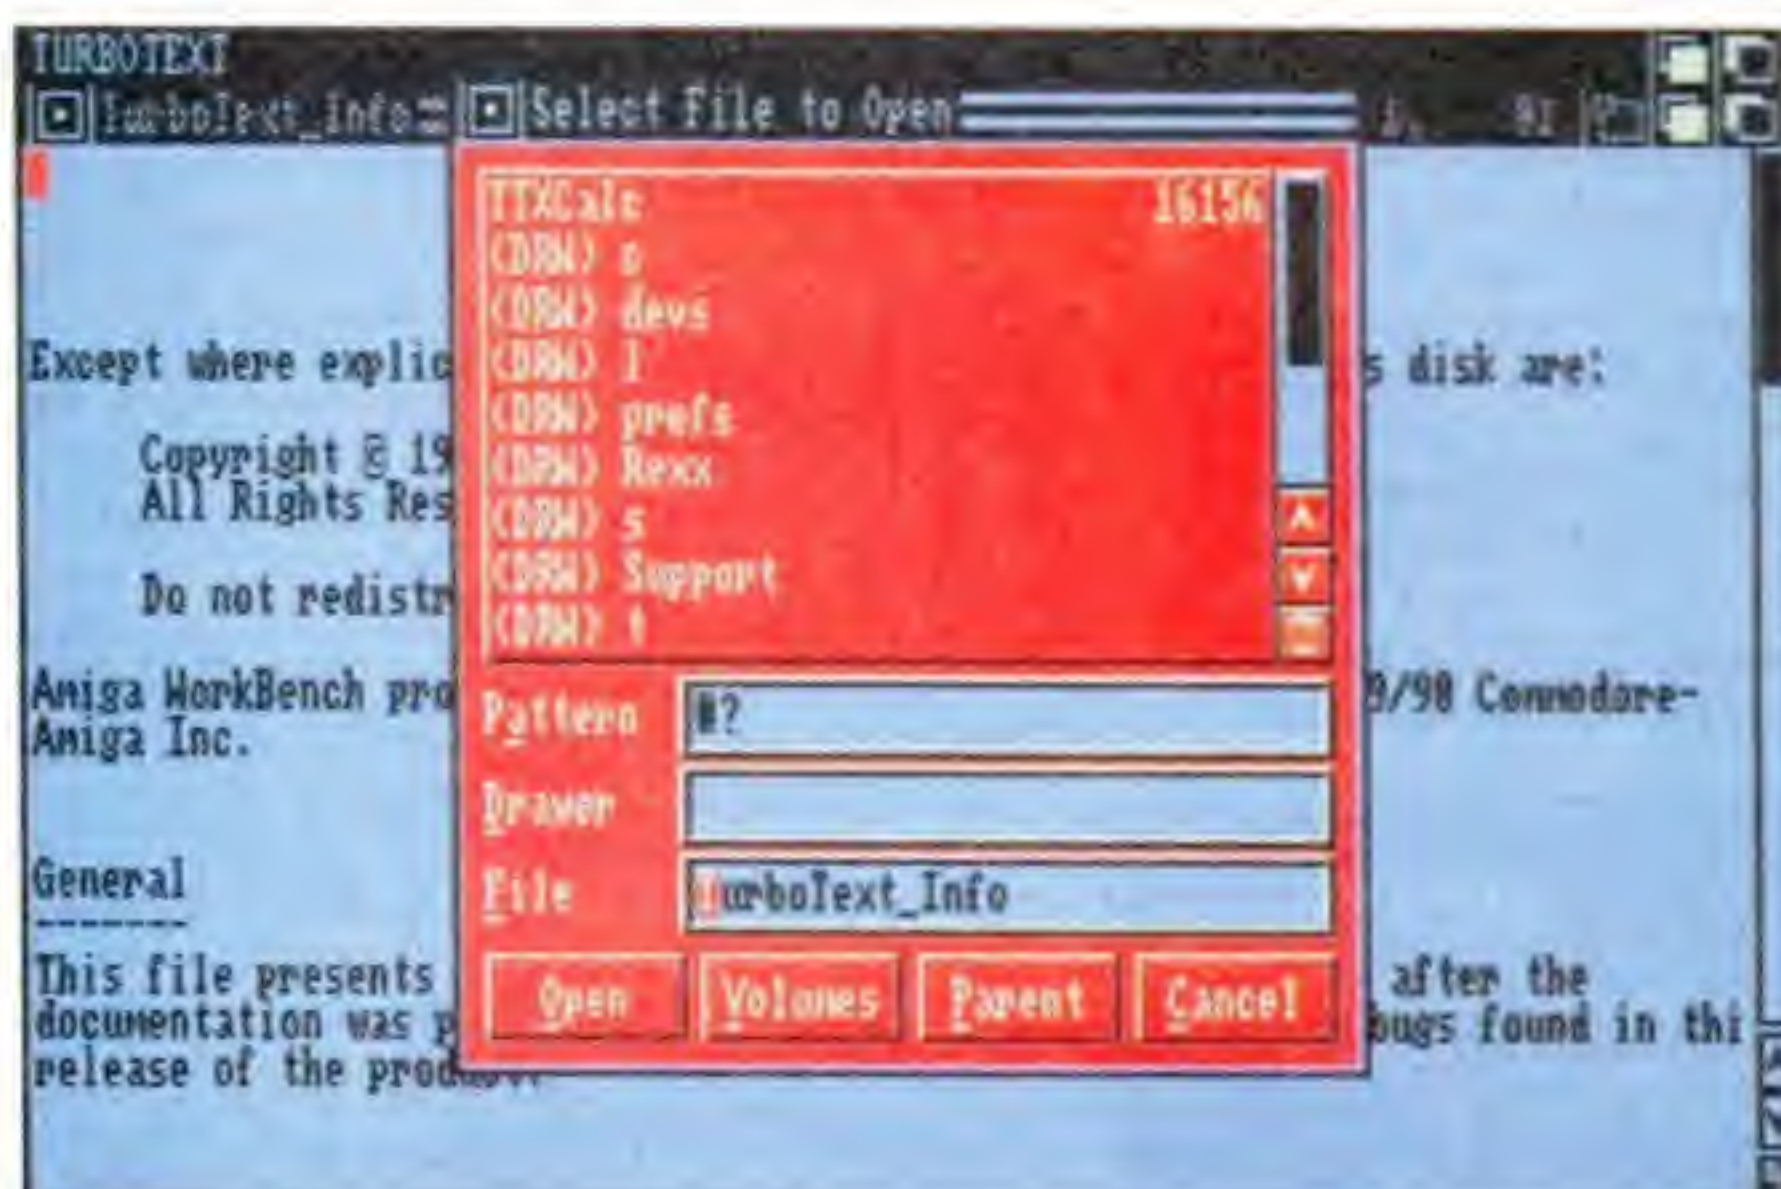 TURBOTEXT
TurboText_Info
Select File to Open
TTXCalc 16156
(DRW) c
(DRW) devs
(DRW) l
(DRW) prefs
(DRW) Rexx
(DRW) s
(DRW) Support
(DRW) t
Except where explic
s disk are:
Copyright © 19
All Rights Res
Do not redistr
Amiga WorkBench pro
/90 Commodore-
Amiga Inc.
Pattern #?
Drawer
General
File TurboText_Info
-------
This file presents
after the
documentation was p
bugs found in thi
release of the product.
Open Volumes Parent Cancel